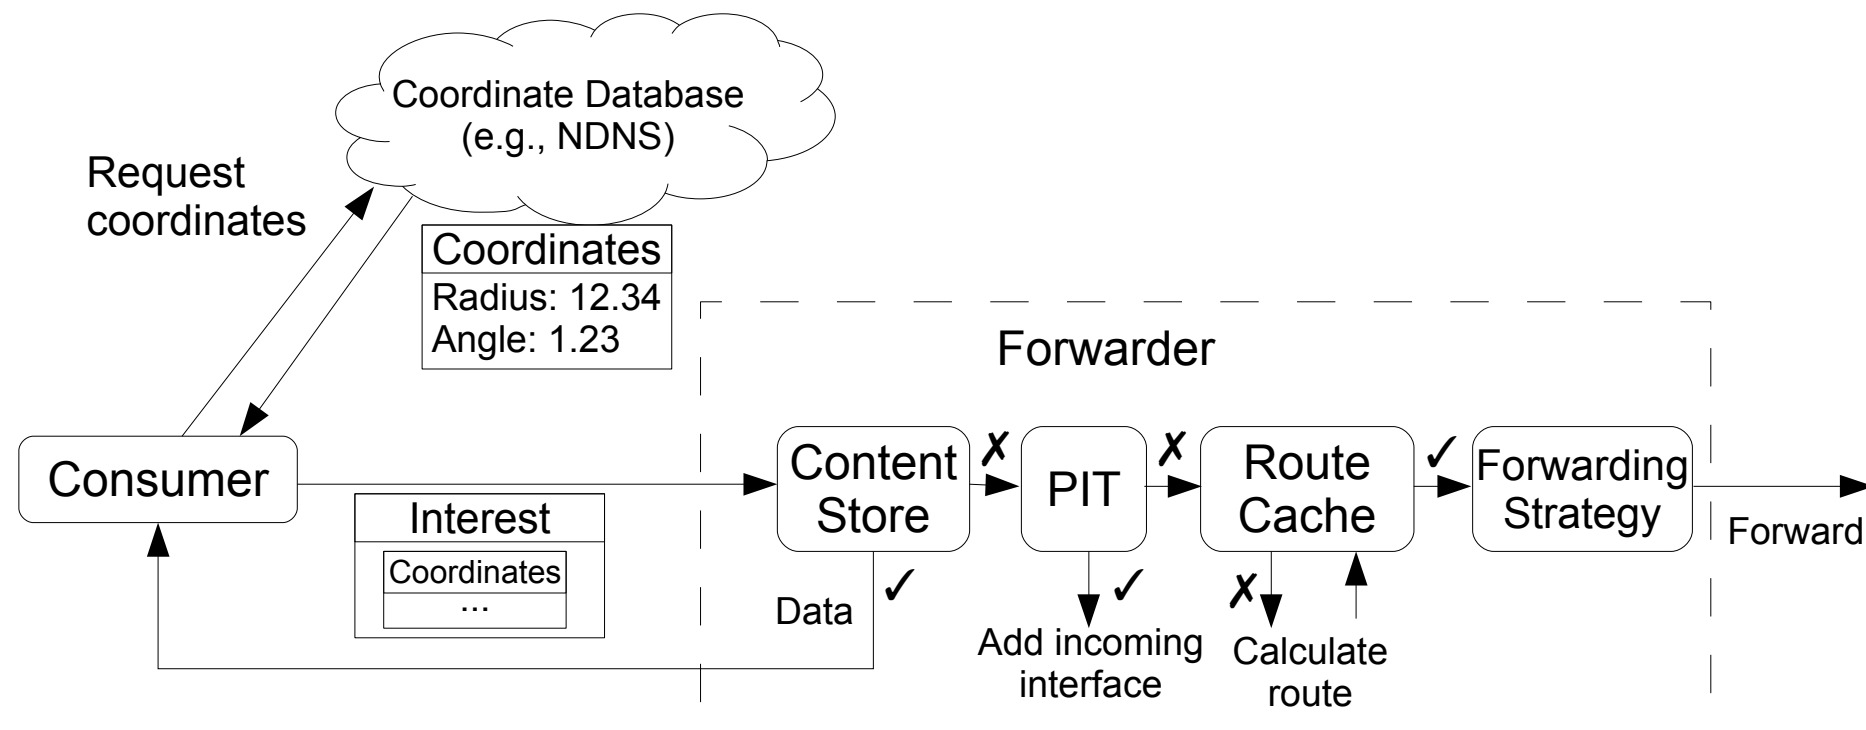 Coordinate Database
(e.g., NDNS)
Request
coordinates
Coordinates
Radius: 12.34
Angle: 1.23
Forwarder
Consumer
Interest
Coordinates
...
Content
Store
✗
PIT
✗
Route
Cache
✓
Forwarding
Strategy
Forward
Data
✓
✓
Add incoming
interface
✗
Calculate
route